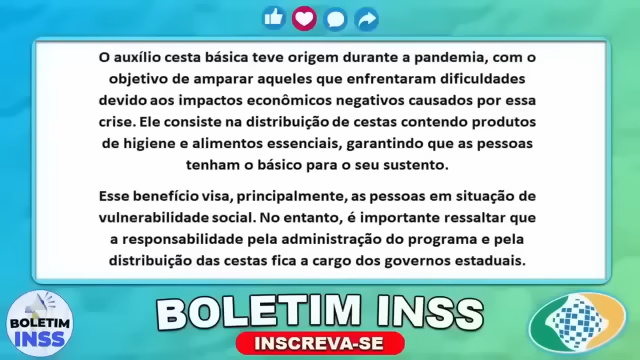 O auxílio cesta básica teve origem durante a pandemia, com o
objetivo de amparar aqueles que enfrentaram dificuldades
devido aos impactos econômicos negativos causados por essa
crise. Ele consiste na distribuição de cestas contendo produtos
de higiene e alimentos essenciais, garantindo que as pessoas
tenham o básico para o seu sustento.
Esse benefício visa, principalmente, as pessoas em situação de
vulnerabilidade social. No entanto, é importante ressaltar que
a responsabilidade pela administração do programa e pela
distribuição das cestas fica a cargo dos governos estaduais.
BOLETIM
INSS
BOLETIM INSS
INSCREVA-SE